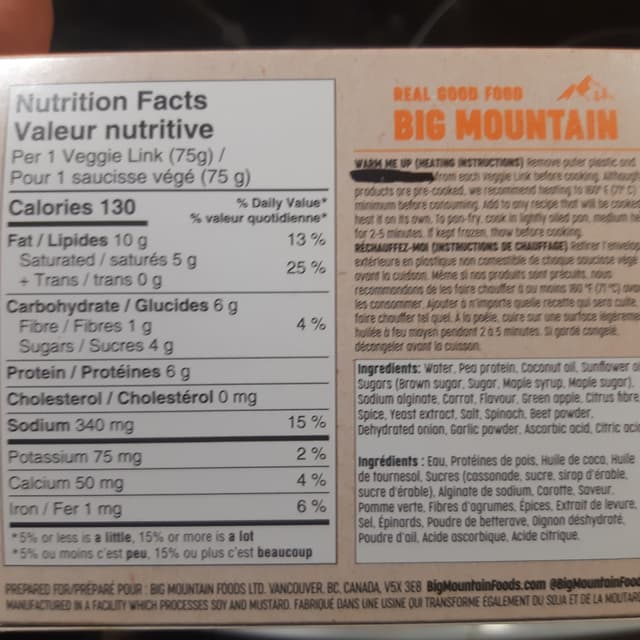 Nutrition Facts
Valeur nutritive
Per 1 Veggie Link (75g) /
Pour 1 saucisse végé (75 g)
Calories 130
% Daily Value*
% valeur quotidienne*
Fat / Lipides 10 g 13 %
Saturated / saturés 5 g
+ Trans / trans 0 g
25 %
Carbohydrate / Glucides 6 g
Fibre / Fibres 1 g 4 %
Sugars / Sucres 4 g
Protein / Protéines 6 g
Cholesterol / Cholestérol 0 mg
Sodium 340 mg 15 %
Potassium 75 mg 2 %
Calcium 50 mg 4 %
Iron / Fer 1 mg 6 %
*5% or less is a little, 15% or more is a lot
*5% ou moins c'est peu, 15% ou plus c'est beaucoup
REAL GOOD FOOD
BIG MOUNTAIN
WARM ME UP (HEATING INSTRUCTIONS) Remove outer plastic and
from each Veggie Link before cooking. Although
products are pre-cooked, we recommend heating to 160°F (71°C)
minimum before consuming. Add to any recipe that will be cooked
heat it on its own. To pan-fry, cook in lightly oiled pan, medium
for 2-5 minutes. If kept frozen, thaw before cooking.
RÉCHAUFFEZ-MOI (INSTRUCTIONS DE CHAUFFAGE) Retirer l'enveloppe
extérieure en plastique non comestible de chaque saucisse végé
avant la cuisson. Même si nos produits sont précuits, nous
recommandons de les faire chauffer à au moins 160 °F (71 °C)
les consommer. Ajouter à n'importe quelle recette qui sera cuite
faire chauffer tel quel. À la poêle, cuire sur une surface
huilée à feu moyen pendant 2 à 5 minutes. Si gardé congelé,
décongeler avant la cuisson.
Ingredients: Water, Pea protein, Coconut oil, Sunflower
Sugars (Brown sugar, Sugar, Maple syrup, Maple sugar),
Sodium alginate, Carrot, Flavour, Green apple, Citrus fibre
Spice, Yeast extract, Salt, Spinach, Beet powder,
Dehydrated onion, Garlic powder, Ascorbic acid, Citric
Ingrédients : Eau, Protéines de pois, Huile de coco, Huile
de tournesol, Sucres (cassonade, sucre, sirop d'érable,
sucre d'érable), Alginate de sodium, Carotte, Saveur,
Pomme verte, Fibres d'agrumes, Épices, Extrait de levure,
Sel, Épinards, Poudre de betterave, Oignon déshydraté,
Poudre d'ail, Acide ascorbique, Acide citrique.
PREPARED FOR/PRÉPARÉ POUR : BIG MOUNTAIN FOODS LTD. VANCOUVER, BC, CANADA, V5X 3E8 BigMountainFoods.com @BigMountainFoo
MANUFACTURED IN A FACILITY WHICH PROCESSES SOY AND MUSTARD. FABRIQUÉ DANS UNE USINE QUI TRANSFORME ÉGALEMENT DU SOJA ET DE LA